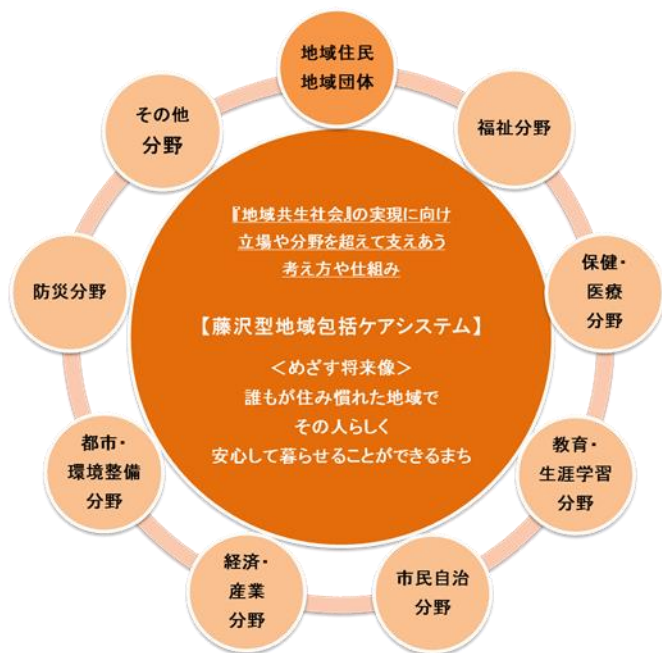 地域住民
地域団体
福祉分野
保健・
医療
分野
教育・
生涯学習
分野
市民自治
分野
経済・
産業
分野
都市・
環境整備
分野
防災分野
その他
分野
『地域共生社会』の実現に向け
立場や分野を超えて支えあう
考え方や仕組み
【藤沢型地域包括ケアシステム】
＜めざす将来像＞
誰もが住み慣れた地域で
その人らしく
安心して暮らせることができるまち